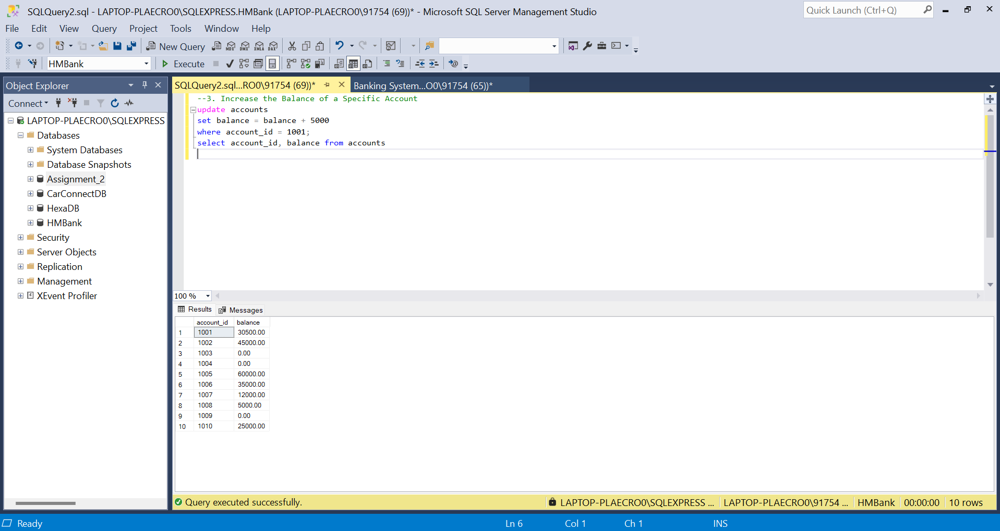 SQLQuery2.sql - LAPTOP-PLAECRO0\SQLEXPRESS.HMBank (LAPTOP-PLAECRO0\91754 (69))* - Microsoft SQL Server Management Studio
Quick Launch (Ctrl+Q)
File Edit View Query Project Tools Window Help
New Query MDX DMX XMLA DAX
HMBank Execute
Object Explorer
Connect
LAPTOP-PLAECRO0\SQLEXPRESS
Databases
System Databases
Database Snapshots
Assignment_2
CarConnectDB
HexaDB
HMBank
Security
Server Objects
Replication
Management
XEvent Profiler
SQLQuery2.sql...RO0\91754 (69))* Banking System...O0\91754 (65))*
--3. Increase the Balance of a Specific Account
update accounts
set balance = balance + 5000
where account_id = 1001;
select account_id, balance from accounts
100 %
Results Messages
account_id balance
1 1001 30500.00
2 1002 45000.00
3 1003 0.00
4 1004 0.00
5 1005 60000.00
6 1006 35000.00
7 1007 12000.00
8 1008 5000.00
9 1009 0.00
10 1010 25000.00
Query executed successfully. LAPTOP-PLAECRO0\SQLEXPRESS ... LAPTOP-PLAECRO0\91754 ... HMBank 00:00:00 10 rows
Ready Ln 6 Col 1 Ch 1 INS